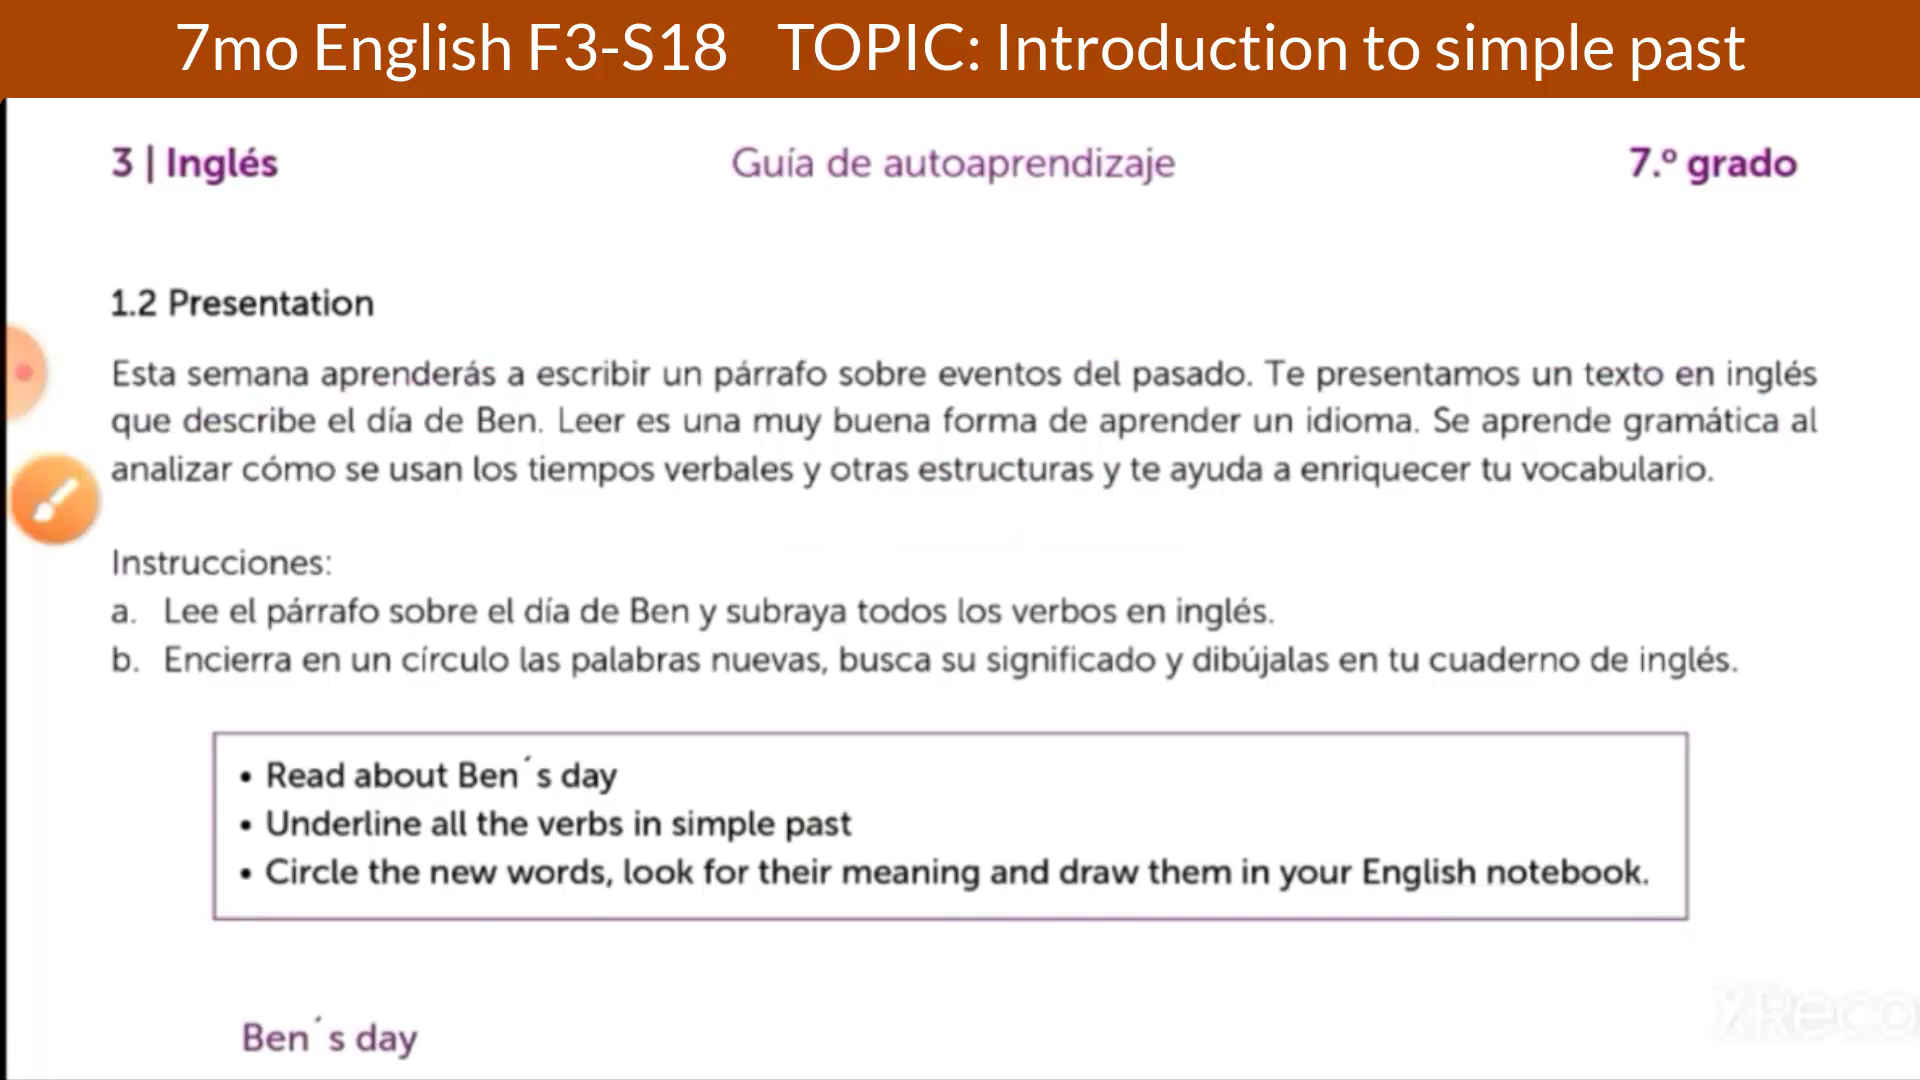 7mo English F3-S18 TOPIC: Introduction to simple past
3 | Inglés Guía de autoaprendizaje 7.º grado
1.2 Presentation
Esta semana aprenderás a escribir un párrafo sobre eventos del pasado. Te presentamos un texto en inglés
que describe el día de Ben. Leer es una muy buena forma de aprender un idioma. Se aprende gramática al
analizar cómo se usan los tiempos verbales y otras estructuras y te ayuda a enriquecer tu vocabulario.
Instrucciones:
a. Lee el párrafo sobre el día de Ben y subraya todos los verbos en inglés.
b. Encierra en un círculo las palabras nuevas, busca su significado y dibújalas en tu cuaderno de inglés.
• Read about Ben´s day
• Underline all the verbs in simple past
• Circle the new words, look for their meaning and draw them in your English notebook.
Ben´s day